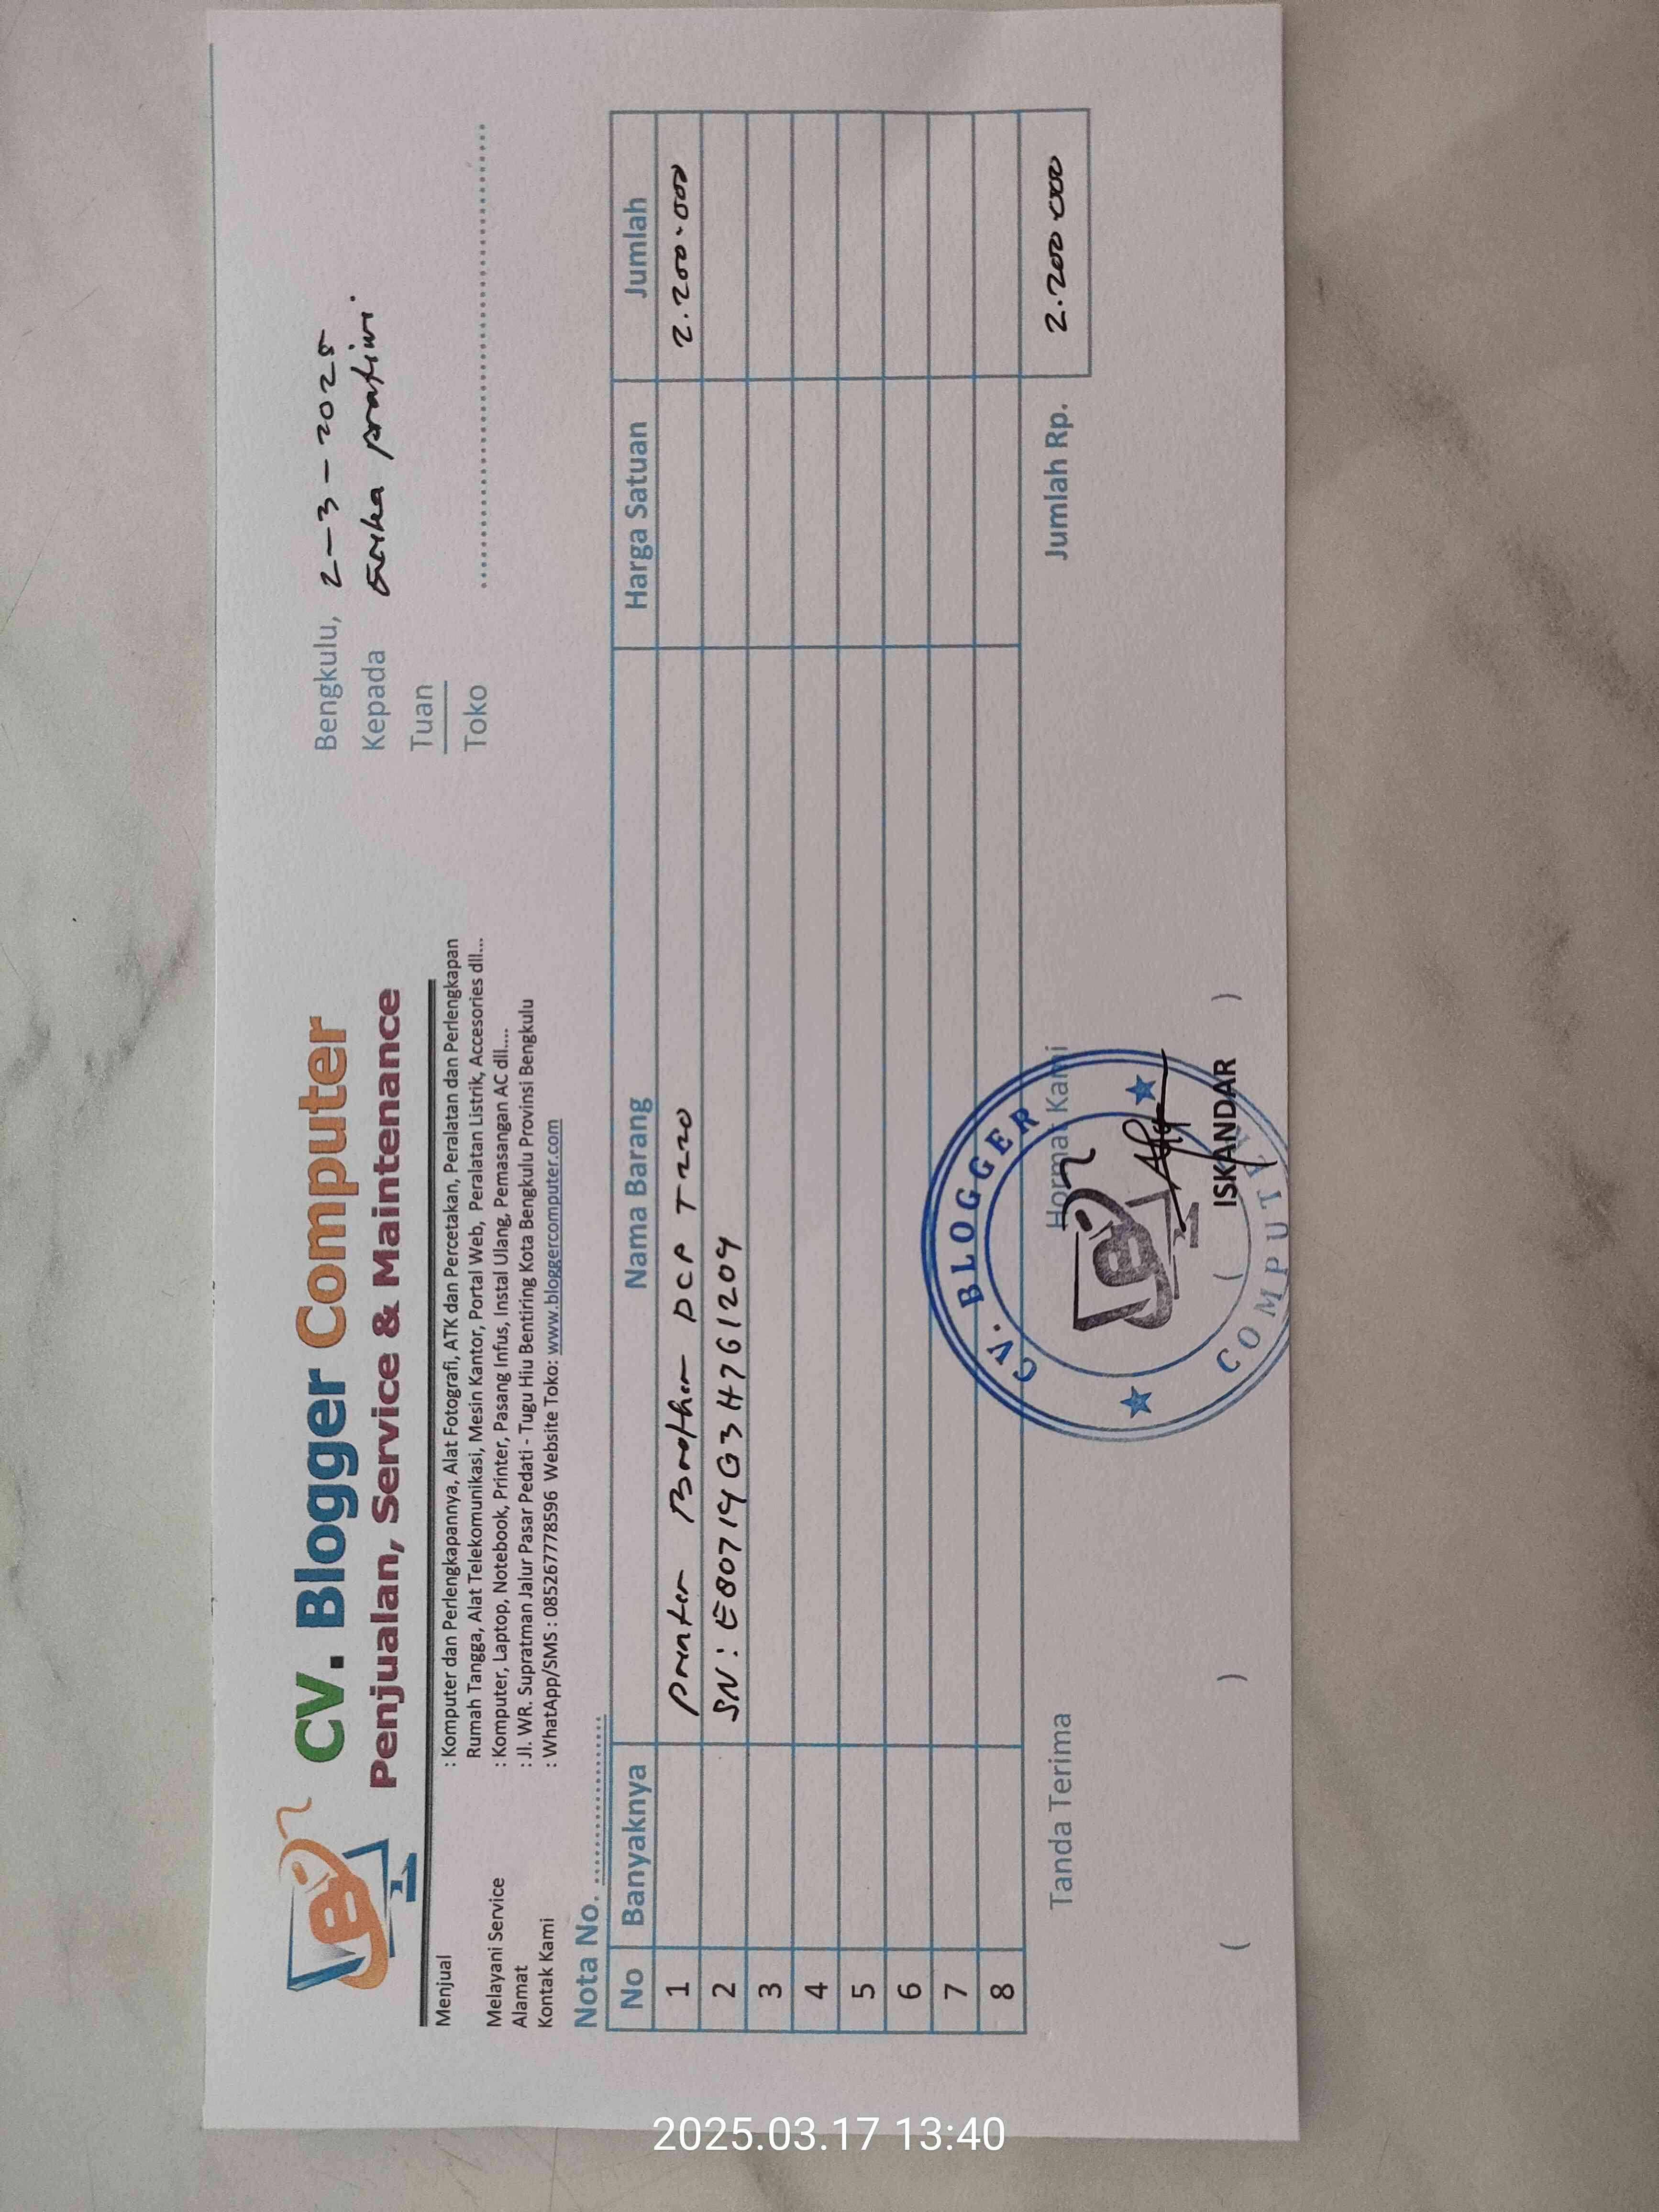 CV. Blogger Computer
Penjualan, Service & Maintenance
Menjual : Komputer dan Perlengkapannya, Alat Fotografi, ATK dan Percetakan, Peralatan dan Perlengkapan
Rumah Tangga, Alat Telekomunikasi, Mesin Kantor, Portal Web, Peralatan Listrik, Accesories dll...
Melayani Service : Komputer, Laptop, Notebook, Printer, Pasang Infus, Instal Ulang, Pemasangan AC dll....
Alamat : Jl. WR. Supratman Jalur Pasar Pedati - Tugu Hiu Bentiring Kota Bengkulu Provinsi Bengkulu
Kontak Kami : WhatApp/SMS : 085267778596 Website Toko: www.bloggercomputer.com
Bengkulu, 2-3-2025
Kepada pratiwi
Tuan
Toko ..........
Nota No. ..........
No Banyaknya Nama Barang Harga Satuan Jumlah
1 Printer Brother DCP T220 2.200.000
2 SN: E80719G3H761209
3
4
5
6
7
8
Jumlah Rp. 2.200.000
Tanda Terima Hormat Kami
CV. BLOGGER
COMPUTER
( ) ( ISKANDAR )
2025.03.17 13:40